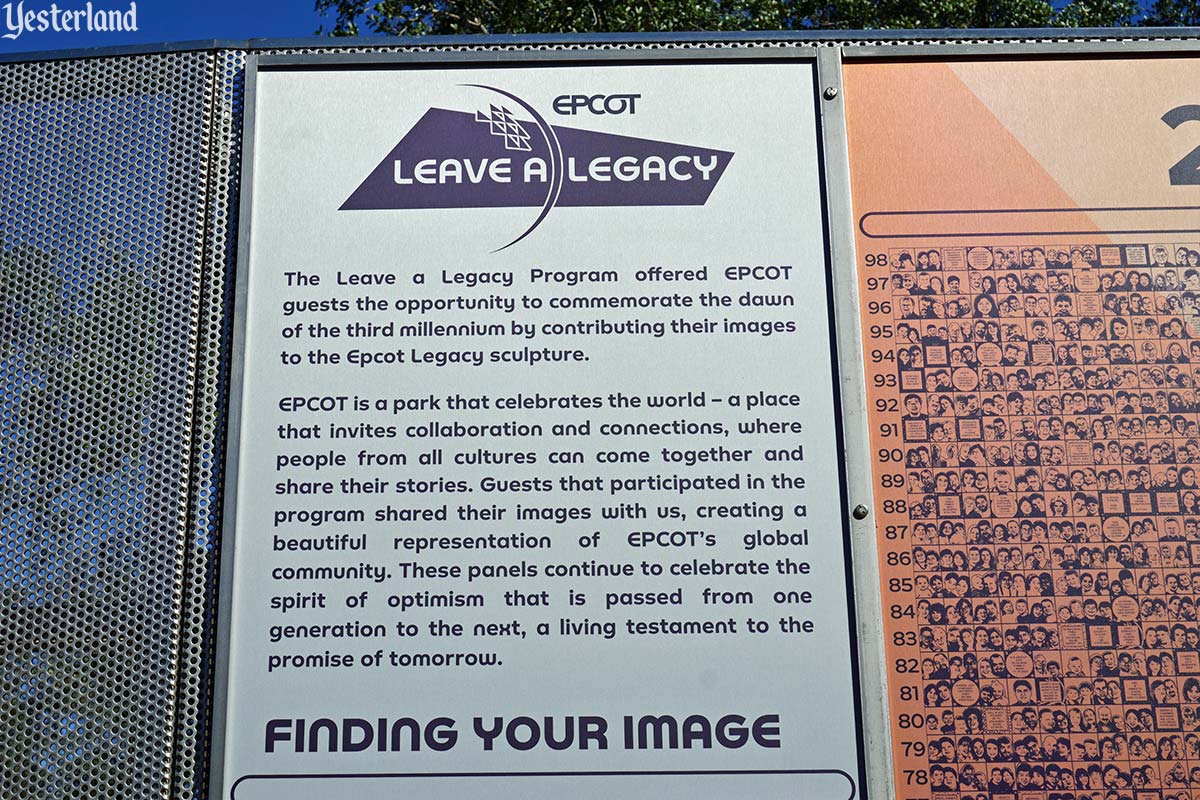 Yesterland
EPCOT
LEAVE A LEGACY
The Leave a Legacy Program offered EPCOT
guests the opportunity to commemorate the dawn
of the third millennium by contributing their images
to the Epcot Legacy sculpture.
EPCOT is a park that celebrates the world – a place
that invites collaboration and connections, where
people from all cultures can come together and
share their stories. Guests that participated in the
program shared their images with us, creating a
beautiful representation of EPCOT's global
community. These panels continue to celebrate the
spirit of optimism that is passed from one
generation to the next, a living testament to the
promise of tomorrow.
FINDING YOUR IMAGE
2
98
97
96
95
94
93
92
91
90
89
88
87
86
85
84
83
82
81
80
79
78